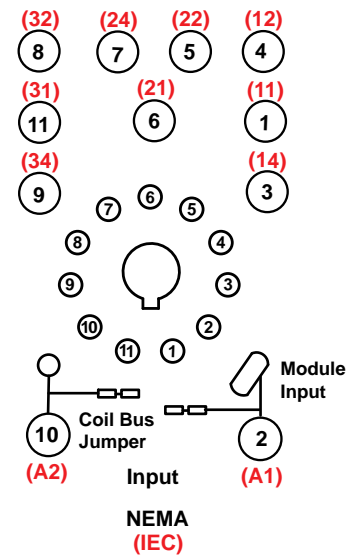 (32) (24) (22) (12)
8 7 5 4
(31) (21) (11)
11 6 1
(34) (14)
9 3
6
7 5
8 4
9 3
10 2
11 1
Module
Input
Coil Bus
Jumper
10 2
(A2) Input (A1)
NEMA
(IEC)